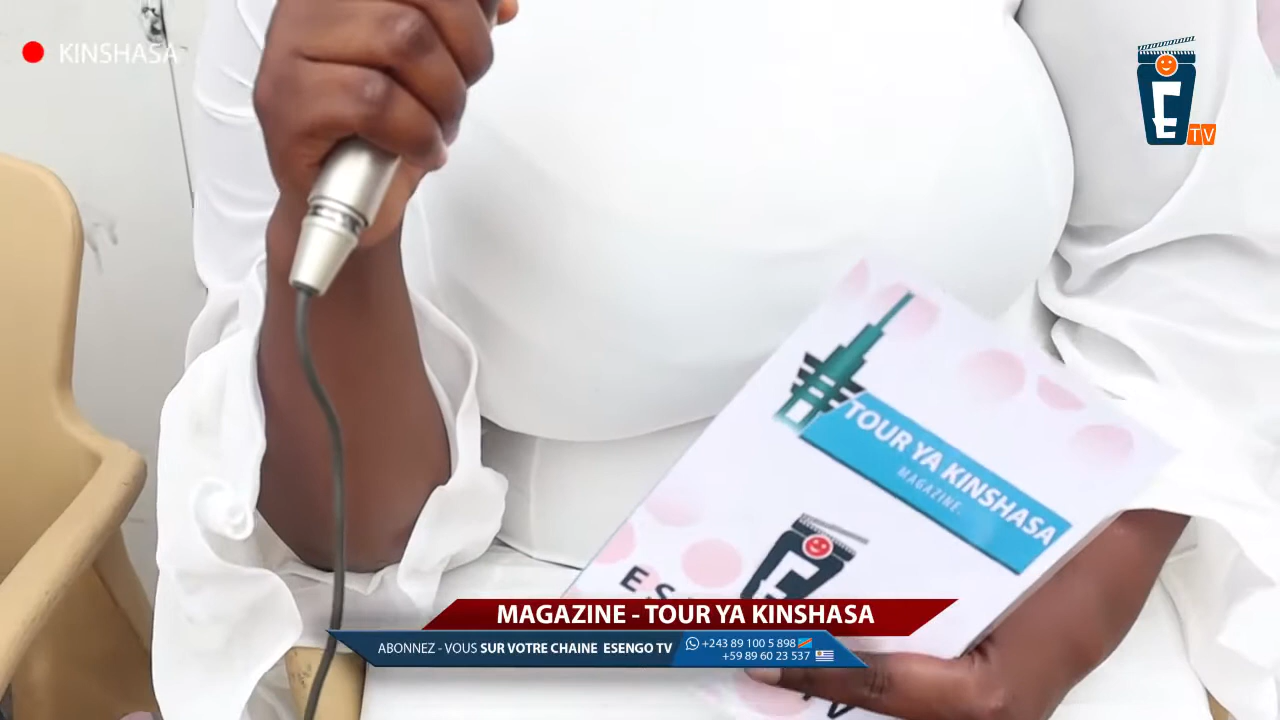 KINSHASA
E
TV
TOUR YA KINSHASA
MAGAZINE.
E
MAGAZINE - TOUR YA KINSHASA
ABONNEZ - VOUS SUR VOTRE CHAINE ESENGO TV
+243 89 100 5 898
+59 89 60 23 537